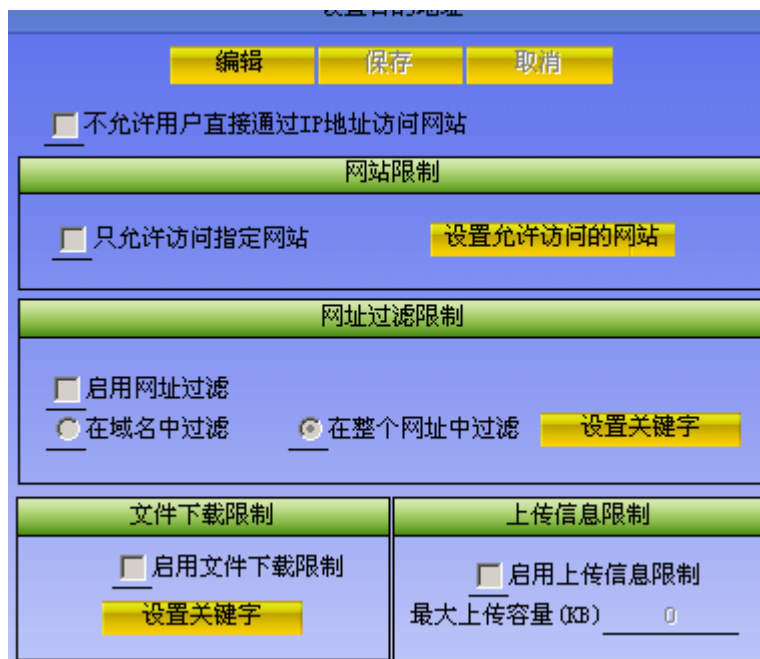 编辑 保存 取消
不允许用户直接通过IP地址访问网站
网站限制
只允许访问指定网站 设置允许访问的网站
网址过滤限制
启用网址过滤
在域名中过滤 在整个网址中过滤 设置关键字
文件下载限制 上传信息限制
启用文件下载限制 启用上传信息限制
设置关键字 最大上传容量(KB) 0